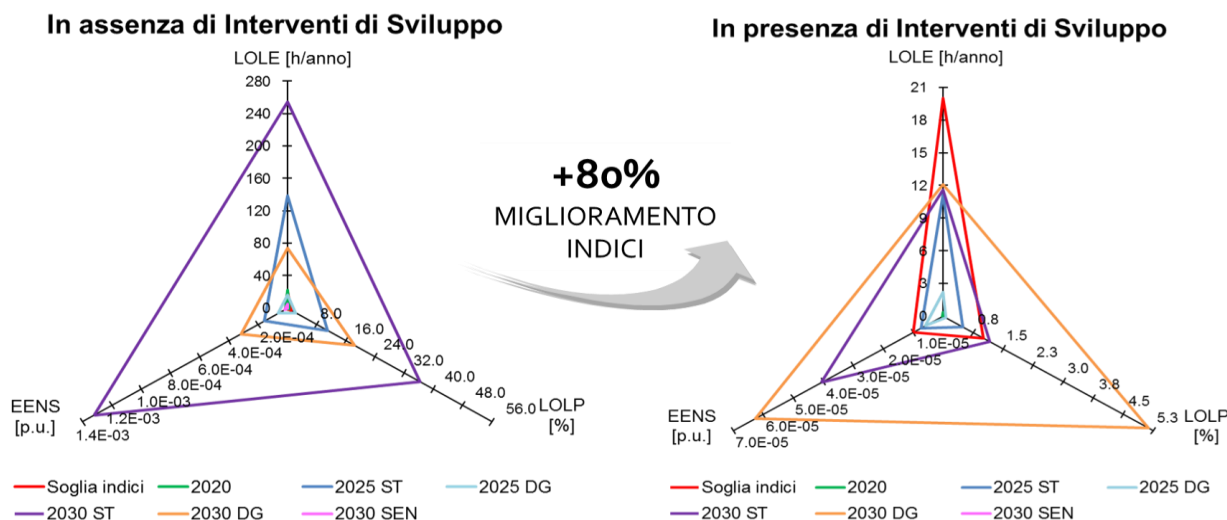 In assenza di Interventi di Sviluppo
LOLE [h/anno]
280
240
200
160
120
80
40
0
8.0
16.0
24.0
32.0
40.0
48.0
56.0
LOLP
[%]
2.0E-04
4.0E-04
6.0E-04
8.0E-04
1.0E-03
1.2E-03
1.4E-03
EENS
[p.u.]
Soglia indici
2020
2025 ST
2025 DG
2030 ST
2030 DG
2030 SEN
+80%
MIGLIORAMENTO
INDICI
In presenza di Interventi di Sviluppo
LOLE [h/anno]
21
18
15
12
9
6
3
0
0.8
1.5
2.3
3.0
3.8
4.5
5.3
LOLP
[%]
1.0E-05
2.0E-05
3.0E-05
4.0E-05
5.0E-05
6.0E-05
7.0E-05
EENS
[p.u.]
Soglia indici
2020
2025 ST
2025 DG
2030 ST
2030 DG
2030 SEN